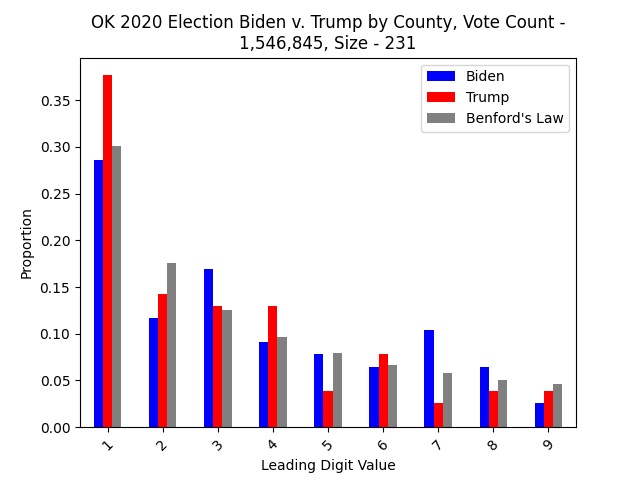 OK 2020 Election Biden v. Trump by County, Vote Count -
1,546,845, Size - 231
Biden
Trump
Benford's Law
0.35
0.30
0.25
0.20
0.15
0.10
0.05
0.00
Proportion
1
2
3
4
5
6
7
8
9
Leading Digit Value